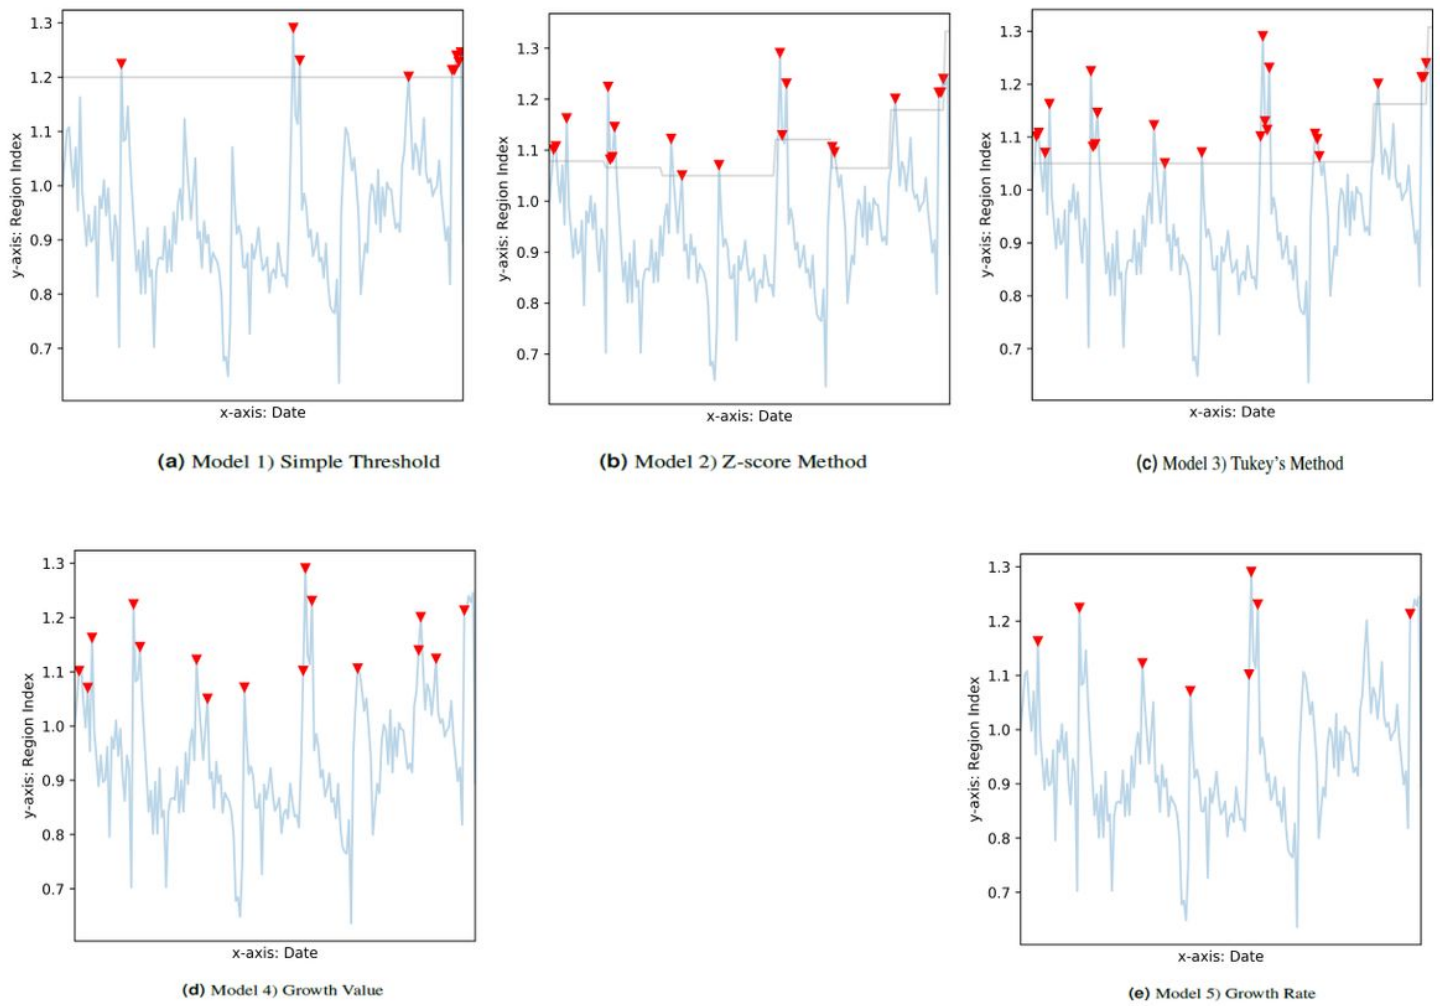 1.3
1.2
1.1
1.0
0.9
0.8
0.7
y-axis: Region Index
x-axis: Date
(a) Model 1) Simple Threshold
1.3
1.2
1.1
1.0
0.9
0.8
0.7
y-axis: Region Index
x-axis: Date
(b) Model 2) Z-score Method
1.3
1.2
1.1
1.0
0.9
0.8
0.7
y-axis: Region Index
x-axis: Date
(c) Model 3) Tukey's Method
1.3
1.2
1.1
1.0
0.9
0.8
0.7
y-axis: Region Index
x-axis: Date
(d) Model 4) Growth Value
1.3
1.2
1.1
1.0
0.9
0.8
0.7
y-axis: Region Index
x-axis: Date
(e) Model 5) Growth Rate